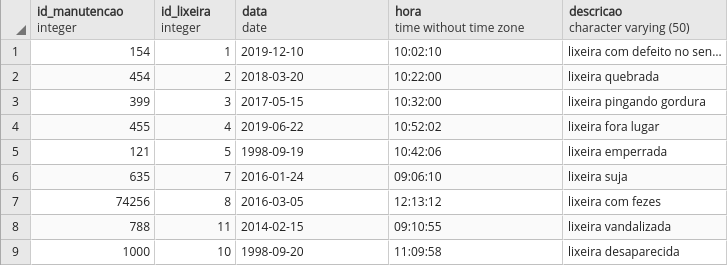 id_manutencao id_lixeira data hora descricao
integer integer date time without time zone character varying (50)
1 154 1 2019-12-10 10:02:10 lixeira com defeito no sen...
2 454 2 2018-03-20 10:22:00 lixeira quebrada
3 399 3 2017-05-15 10:32:00 lixeira pingando gordura
4 455 4 2019-06-22 10:52:02 lixeira fora lugar
5 121 5 1998-09-19 10:42:06 lixeira emperrada
6 635 7 2016-01-24 09:06:10 lixeira suja
7 74256 8 2016-03-05 12:13:12 lixeira com fezes
8 788 11 2014-02-15 09:10:55 lixeira vandalizada
9 1000 10 1998-09-20 11:09:58 lixeira desaparecida